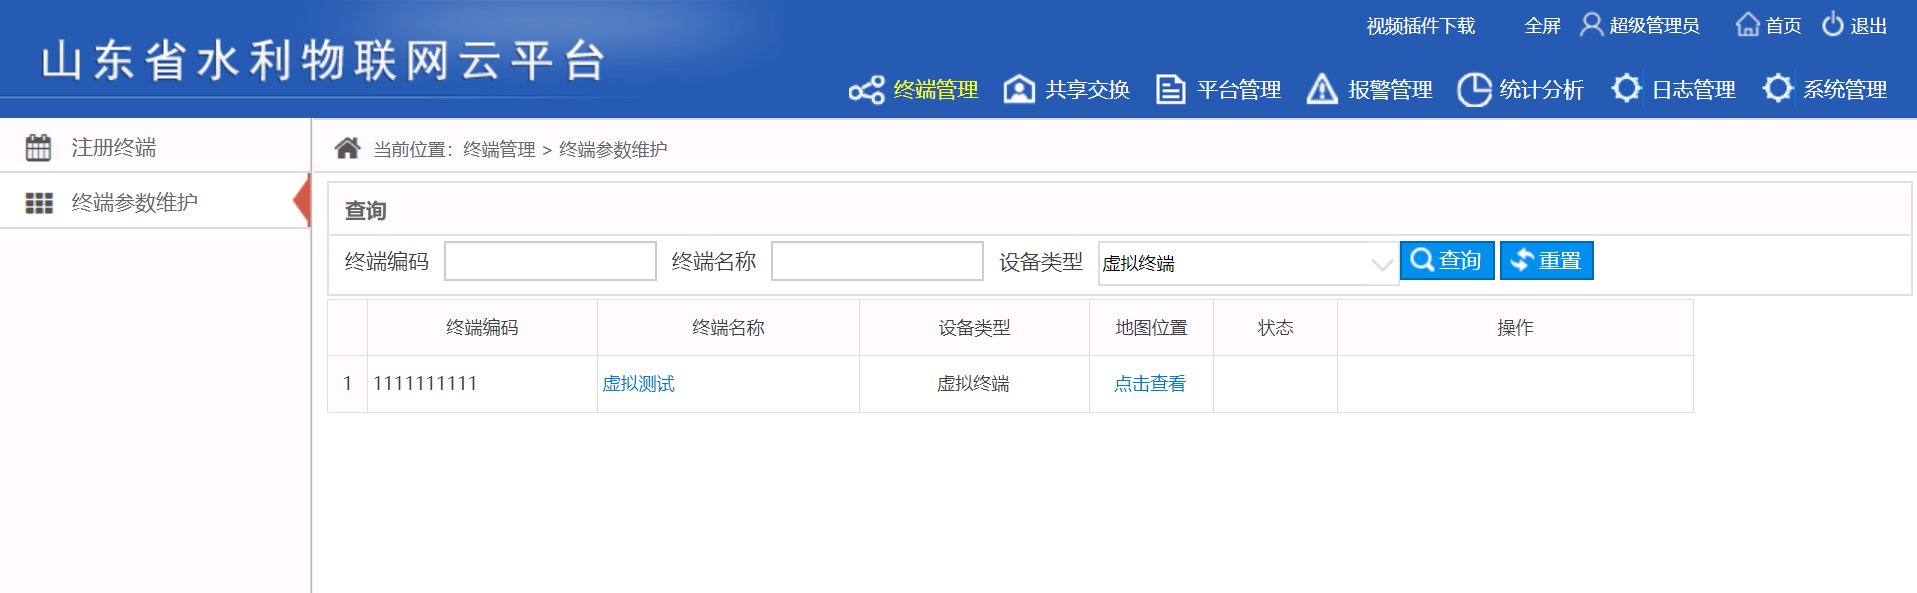 视频插件下载 全屏 超级管理员 首页 退出
山东省水利物联网云平台
终端管理 共享交换 平台管理 报警管理 统计分析 日志管理 系统管理
注册终端
终端参数维护
当前位置：终端管理 > 终端参数维护
查询
终端编码 终端名称 设备类型 虚拟终端 查询 重置
终端编码 终端名称 设备类型 地图位置 状态 操作
1 1111111111 虚拟测试 虚拟终端 点击查看